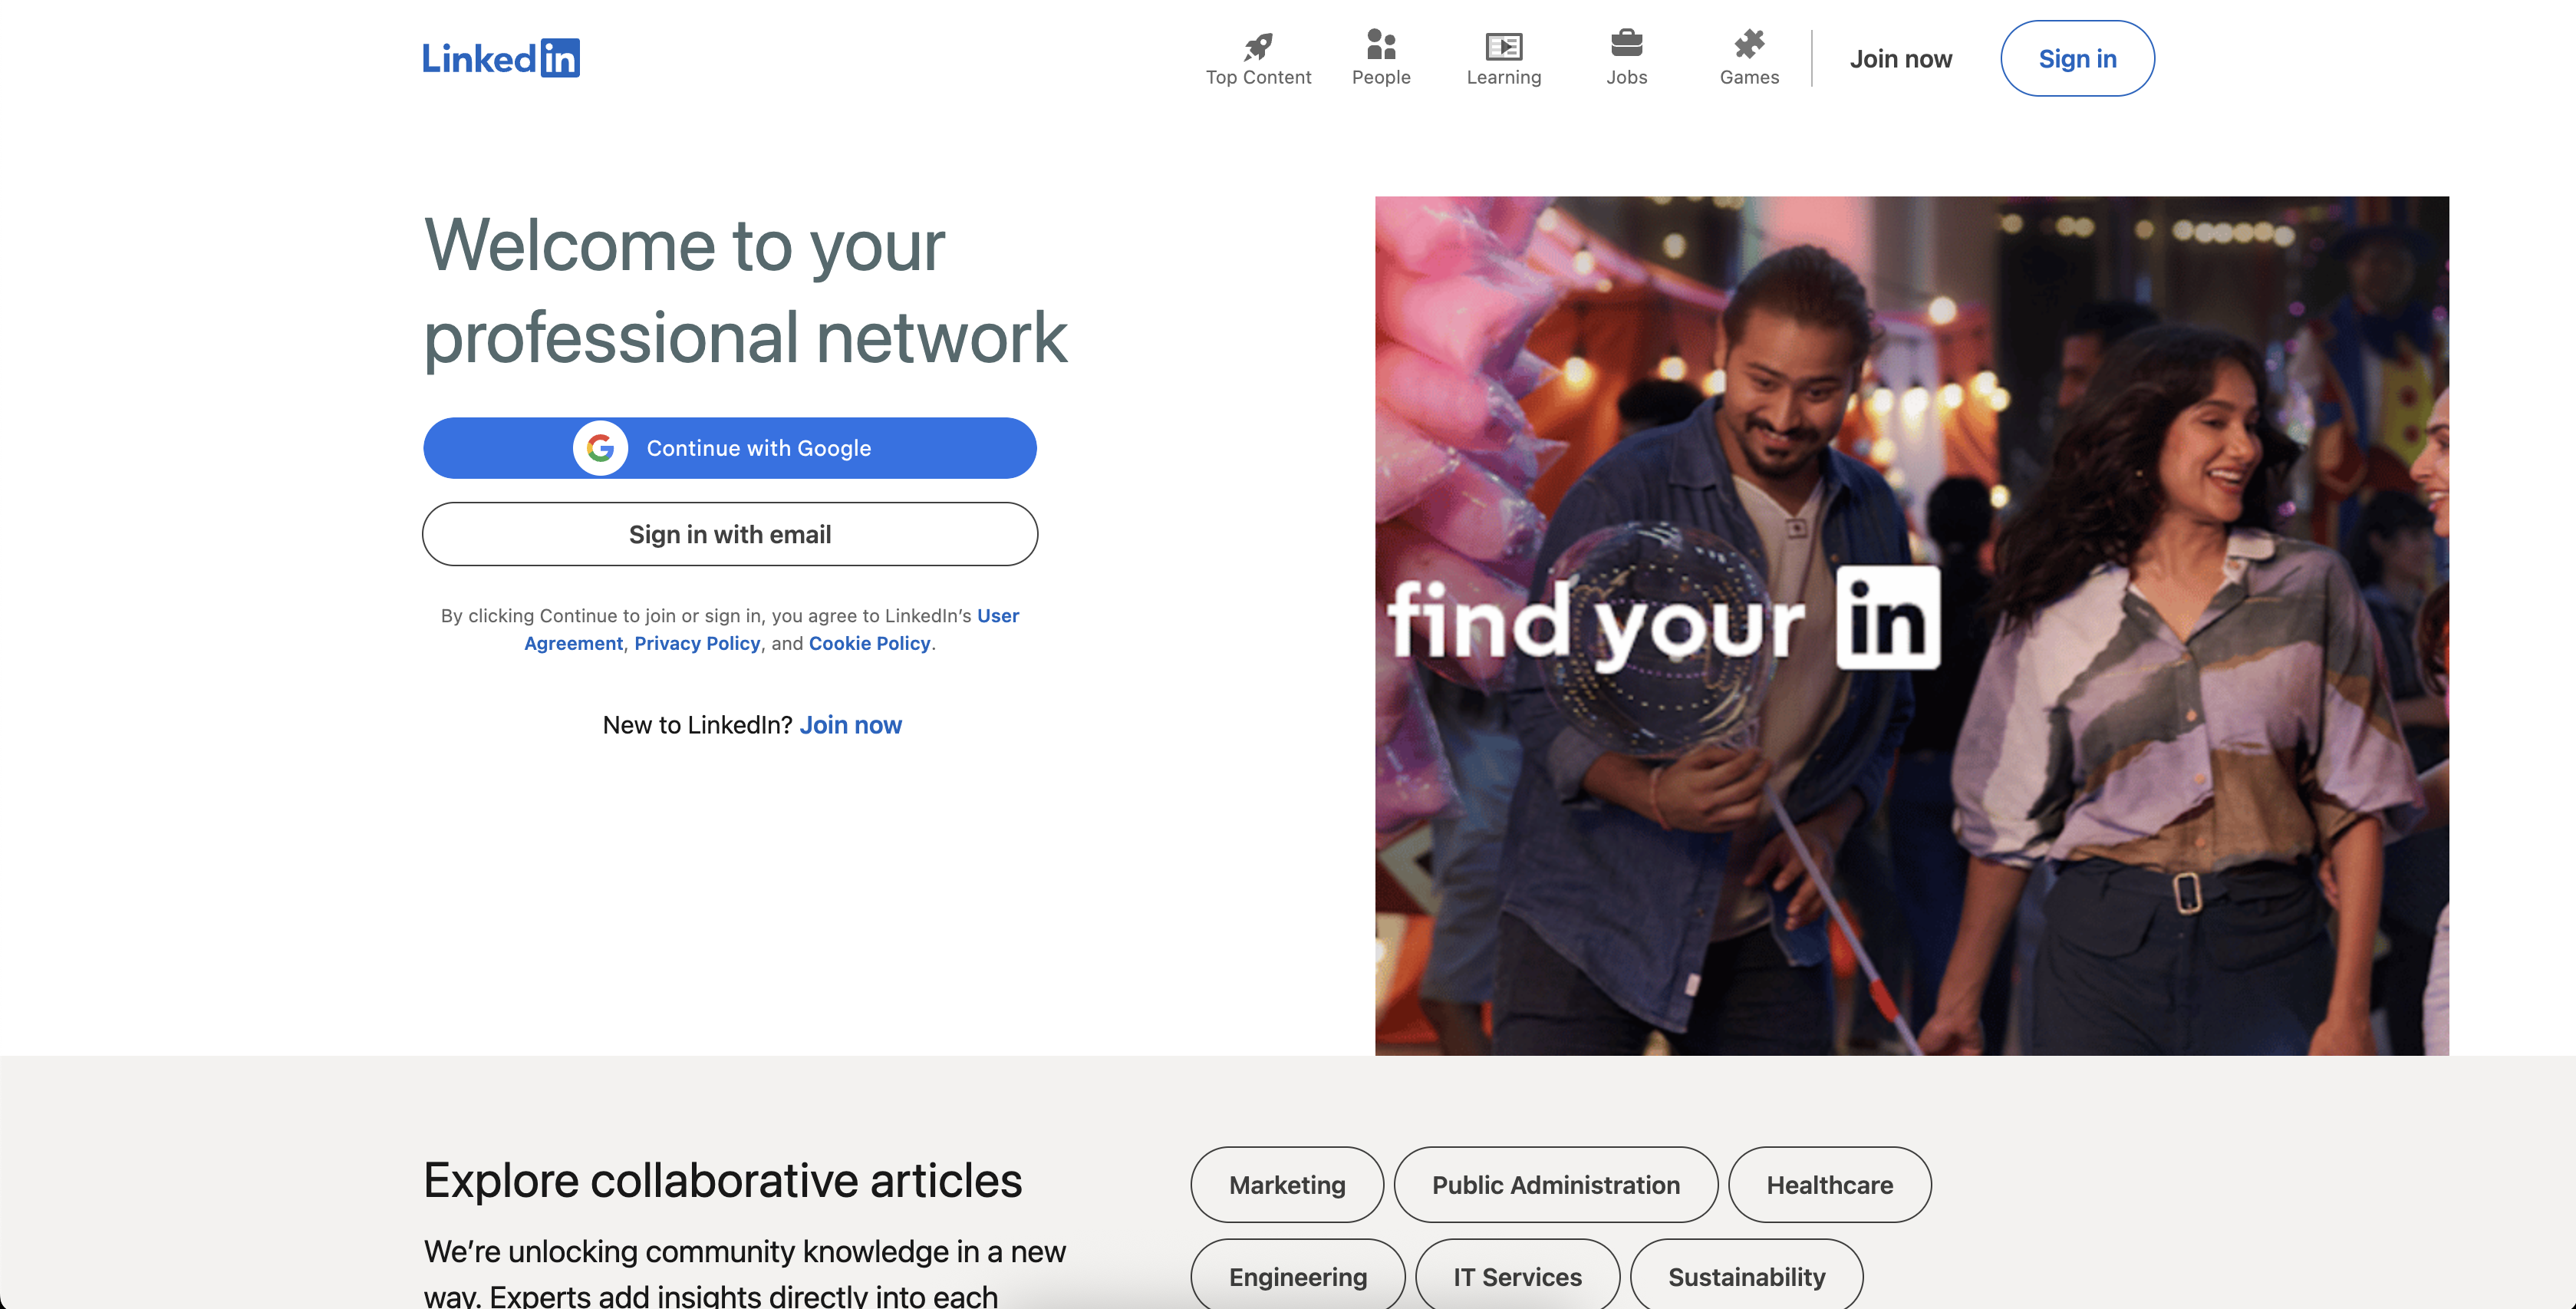 Linkedin
Top Content
People
Learning
Jobs
Games
Join now
Sign in
Welcome to your
professional network
Continue with Google
Sign in with email
By clicking Continue to join or sign in, you agree to LinkedIn’s User
Agreement, Privacy Policy, and Cookie Policy.
New to LinkedIn? Join now
find your in
Explore collaborative articles
We’re unlocking community knowledge in a new
way. Experts add insights directly into each
Marketing
Public Administration
Healthcare
Engineering
IT Services
Sustainability